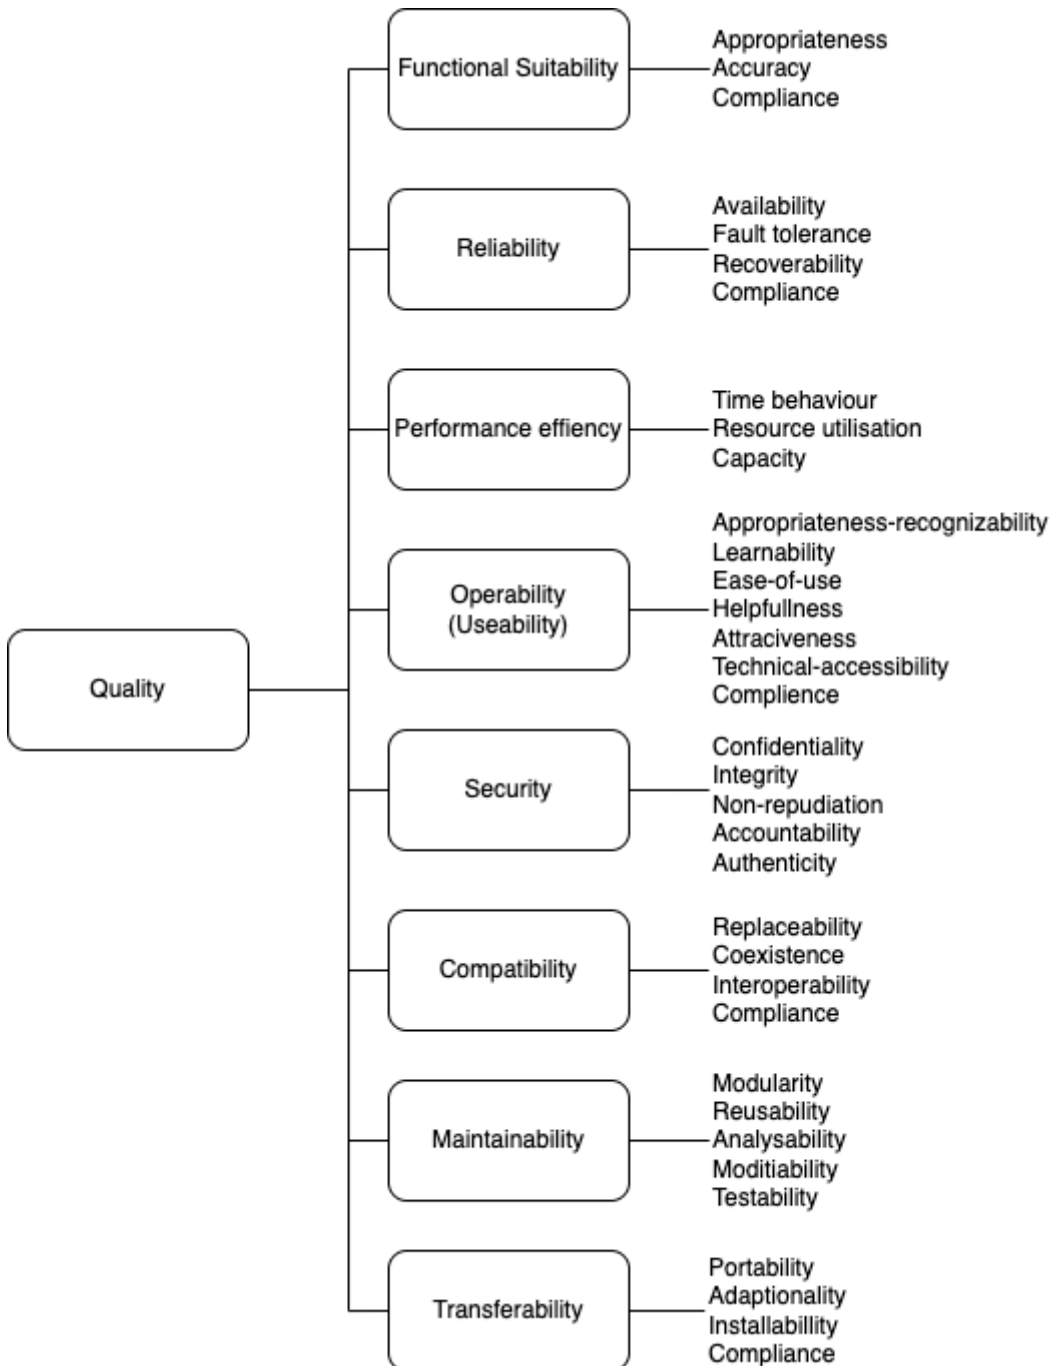 Functional Suitability
Appropriateness
Accuracy
Compliance
Reliability
Availability
Fault tolerance
Recoverability
Compliance
Performance effiency
Time behaviour
Resource utilisation
Capacity
Operability
(Useability)
Appropriateness-recognizability
Learnability
Ease-of-use
Helpfullness
Attraciveness
Technical-accessibility
Complience
Quality
Security
Confidentiality
Integrity
Non-repudiation
Accountability
Authenticity
Compatibility
Replaceability
Coexistence
Interoperability
Compliance
Maintainability
Modularity
Reusability
Analysability
Moditiability
Testability
Transferability
Portability
Adaptionality
Installabillity
Compliance